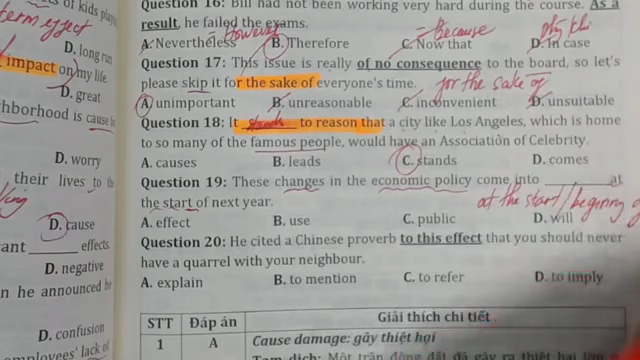 Question 16: Bill had not been working very hard during the course. As a
result, he failed the exams.
However
= Because
A. Nevertheless B. Therefore C. Now that D. In case
Question 17: This issue is really of no consequence to the board, so let's
please skip it for the sake of everyone's time.
for the sake of
A. unimportant B. unreasonable C. inconvenient D. unsuitable
Question 18: It stands to reason that a city like Los Angeles, which is home
to so many of the famous people, would have an Association of Celebrity.
A. causes B. leads C. stands D. comes
Question 19: These changes in the economic policy come into ______ at
the start of next year.
at the start/beginning of
A. effect B. use C. public D. will
Question 20: He cited a Chinese proverb to this effect that you should never
have a quarrel with your neighbour.
A. explain B. to mention C. to refer D. to imply
STT Đáp án Giải thích chi tiết
1 A Cause damage: gây thiệt hại
of kids play
term effect
D. long run
impact on my life
D. great
hborhood is cause
D. worry
their lives to
D. cause
ant ______ effects
D. negative
n he announced he
D. confusion
employees' lack of